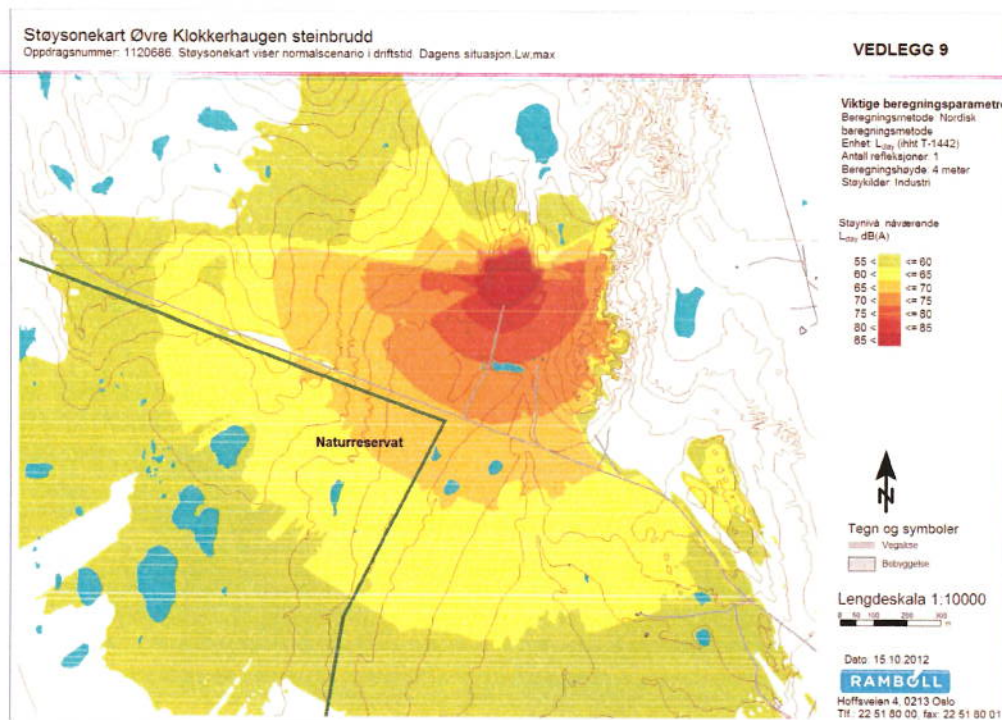 Støysonekart Øvre Klokkerhaugen steinbrudd
Oppdragsnummer: 1120686. Støysonekart viser normalscenario i driftstid. Dagens situasjon.Lw,max
VEDLEGG 9
Viktige beregningsparametre
Beregningsmetode: Nordisk
beregningsmetode
Enhet: Lday (ihht T-1442)
Antall refleksjoner: 1
Beregningshøyde: 4 meter
Støykilder: Industri
Støynivå nåværende
Lday dB(A)
55 < <= 60
60 < <= 65
65 < <= 70
70 < <= 75
75 < <= 80
80 < <= 85
85 <
Naturreservat
N
Tegn og symboler
Vegakse
Bebyggelse
Lengdeskala 1:10000
0 50 100 200 300
m
Dato: 15.10.2012
RAMBOLL
Hoffsveien 4, 0213 Oslo
Tlf.: 22 51 80 00, fax: 22 51 80 01